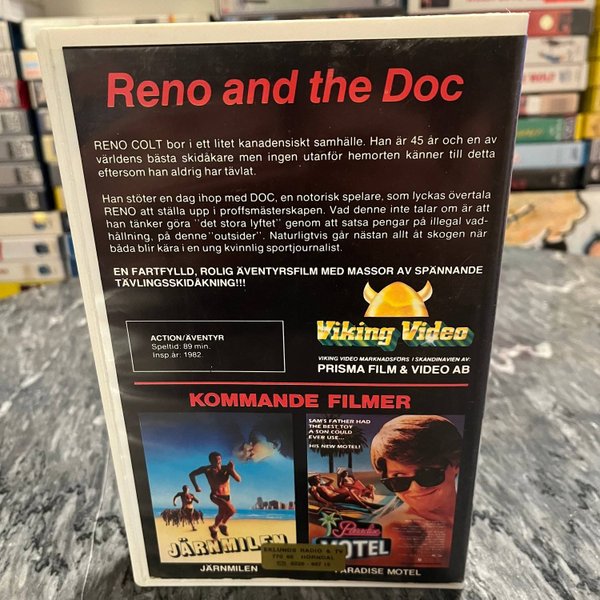 Reno and the Doc
RENO COLT bor i ett litet kanadensiskt samhälle. Han är 45 år och en av
världens bästa skidåkare men ingen utanför hemorten känner till detta
eftersom han aldrig har tävlat.
Han stöter en dag ihop med DOC, en notorisk spelare, som lyckas övertala
RENO att ställa upp i proffsmästerskapen. Vad denne inte talar om är att
han tänker göra ''det stora lyftet'' genom att satsa pengar på illegal vad-
hållning, på denne ''outsider''. Naturligtvis går nästan allt åt skogen när
båda blir kära i en ung kvinnlig sportjournalist.
EN FARTFYLLD, ROLIG ÄVENTYRSFILM MED MASSOR AV SPÄNNANDE
TÄVLINGSSKIDÅKNING!!!
ACTION/ÄVENTYR
Speltid: 89 min.
Insp.år: 1982.
Viking Video
VIKING VIDEO MARKNADSFÖRS I SKANDINAVIEN AV:
PRISMA FILM & VIDEO AB
KOMMANDE FILMER
JÄRNMILEN
JÄRNMILEN
SAM'S FATHER HAD
THE BEST TOY
A SON COULD
EVER USE...
HIS NEW MOTEL!
Paradise
MOTEL
PARADISE MOTEL
EKLUNDS RADIO & TV
HORNDAL